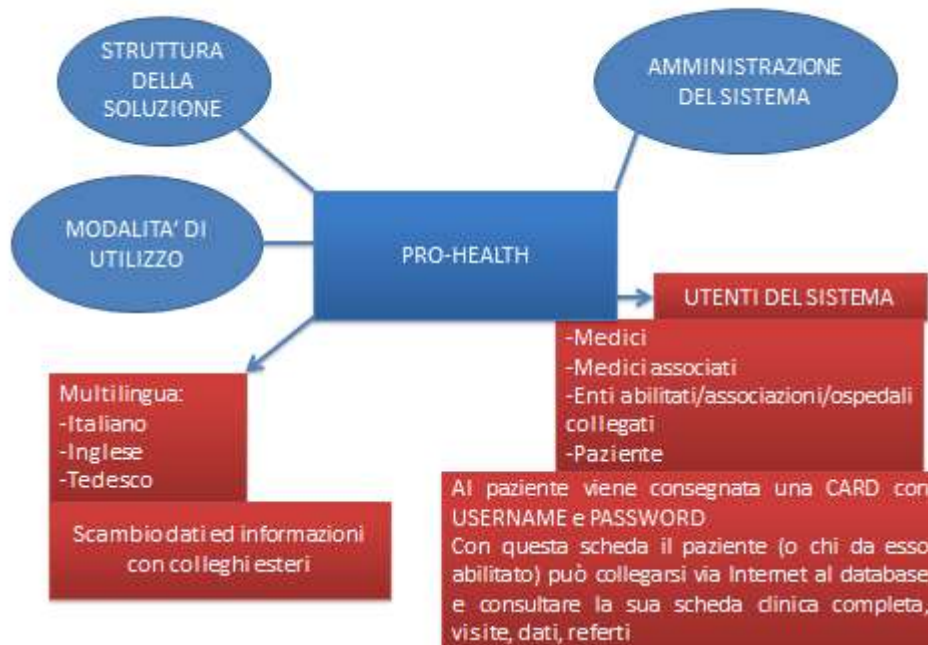 STRUTTURA
DELLA
SOLUZIONE
AMMINISTRAZIONE
DEL SISTEMA
MODALITA' DI
UTILIZZO
PRO-HEALTH
UTENTI DEL SISTEMA
-Medici
-Medici associati
-Enti abilitati/associazioni/ospedali
collegati
-Paziente
Multilingua:
-Italiano
-Inglese
-Tedesco
Scambio dati ed informazioni
con colleghi esteri
Al paziente viene consegnata una CARD con
USERNAME e PASSWORD
Con questa scheda il paziente (o chi da esso
abilitato) può collegarsi via Internet al database
e consultare la sua scheda clinica completa,
visite, dati, referti